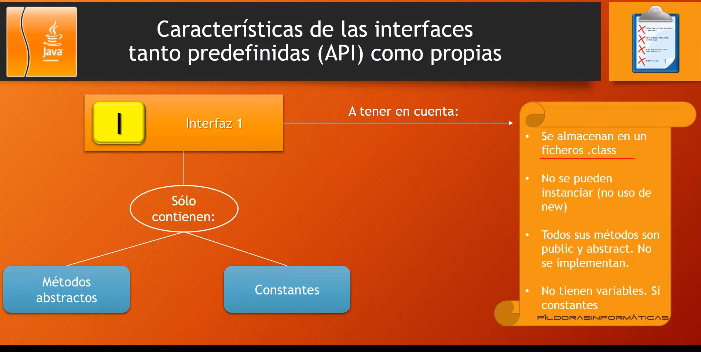 Java
Características de las interfaces
tanto predefinidas (API) como propias
I
Interfaz 1
A tener en cuenta:
Sólo
contienen:
Métodos
abstractos
Constantes
• Se almacenan en un
ficheros .class
• No se pueden
instanciar (no uso de
new)
• Todos sus métodos son
public y abstract. No
se implementan.
• No tienen variables. Sí
constantes
PÍLDORASINFORMÁTICAS